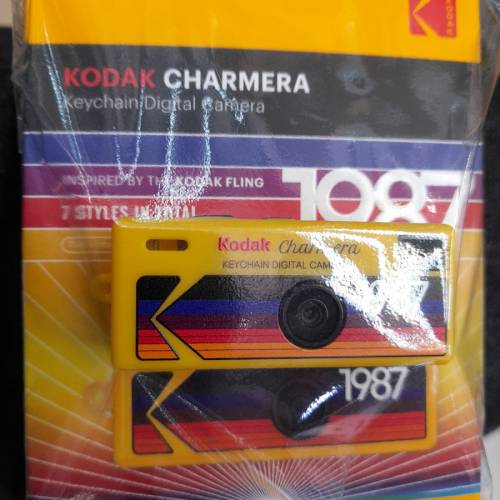 KODAK
KODAK CHARMERA
Keychain Digital Camera
INSPIRED BY THE KODAK FLING
1987
7 STYLES IN TOTAL
Kodak Charmera
KEYCHAIN DIGITAL
1987